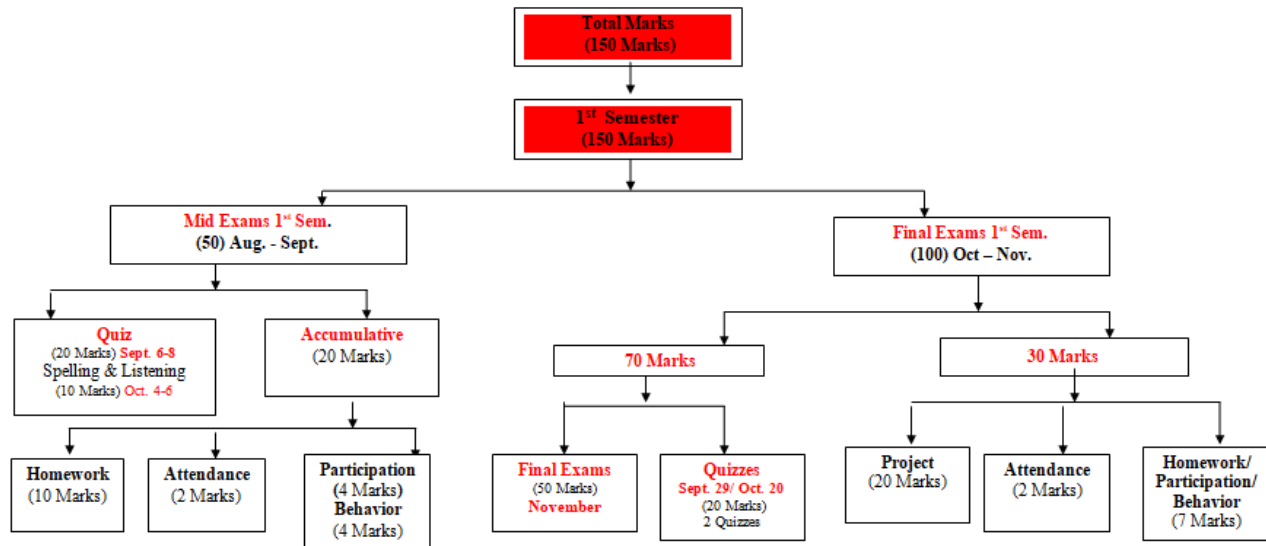 Total Marks
(150 Marks)
1st Semester
(150 Marks)
Mid Exams 1st Sem.
(50) Aug. - Sept.
Final Exams 1st Sem.
(100) Oct – Nov.
Quiz
(20 Marks) Sept. 6-8
Spelling & Listening
(10 Marks) Oct. 4-6
Accumulative
(20 Marks)
70 Marks
30 Marks
Homework
(10 Marks)
Attendance
(2 Marks)
Participation
(4 Marks)
Behavior
(4 Marks)
Final Exams
(50 Marks)
November
Quizzes
Sept. 29/ Oct. 20
(20 Marks)
2 Quizzes
Project
(20 Marks)
Attendance
(2 Marks)
Homework/
Participation/
Behavior
(7 Marks)